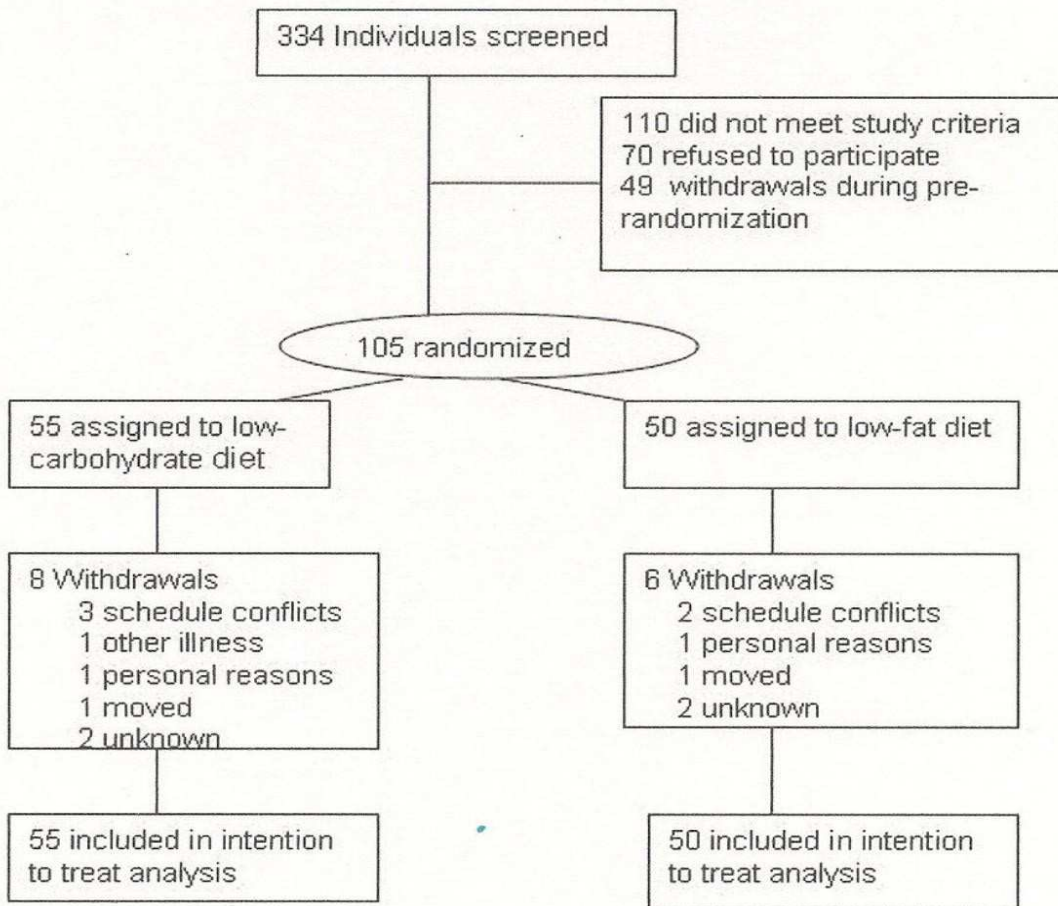 334 Individuals screened
110 did not meet study criteria
70 refused to participate
49 withdrawals during pre-
randomization
105 randomized
55 assigned to low-
carbohydrate diet
50 assigned to low-fat diet
8 Withdrawals
3 schedule conflicts
1 other illness
1 personal reasons
1 moved
2 unknown
6 Withdrawals
2 schedule conflicts
1 personal reasons
1 moved
2 unknown
55 included in intention
to treat analysis
50 included in intention
to treat analysis